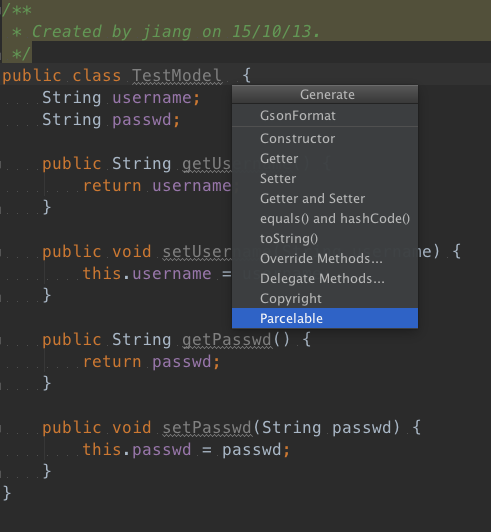 /**
* Created by jiang on 15/10/13.
*/
public class TestModel {
String username;
String passwd;
public String getUs
return username
}
public void setUser me) {
this.username =
}
public String getPasswd() {
return passwd;
}
public void setPasswd(String passwd) {
this.passwd = passwd;
}
}
Generate
GsonFormat
Constructor
Getter
Setter
Getter and Setter
equals() and hashCode()
toString()
Override Methods...
Delegate Methods...
Copyright
Parcelable